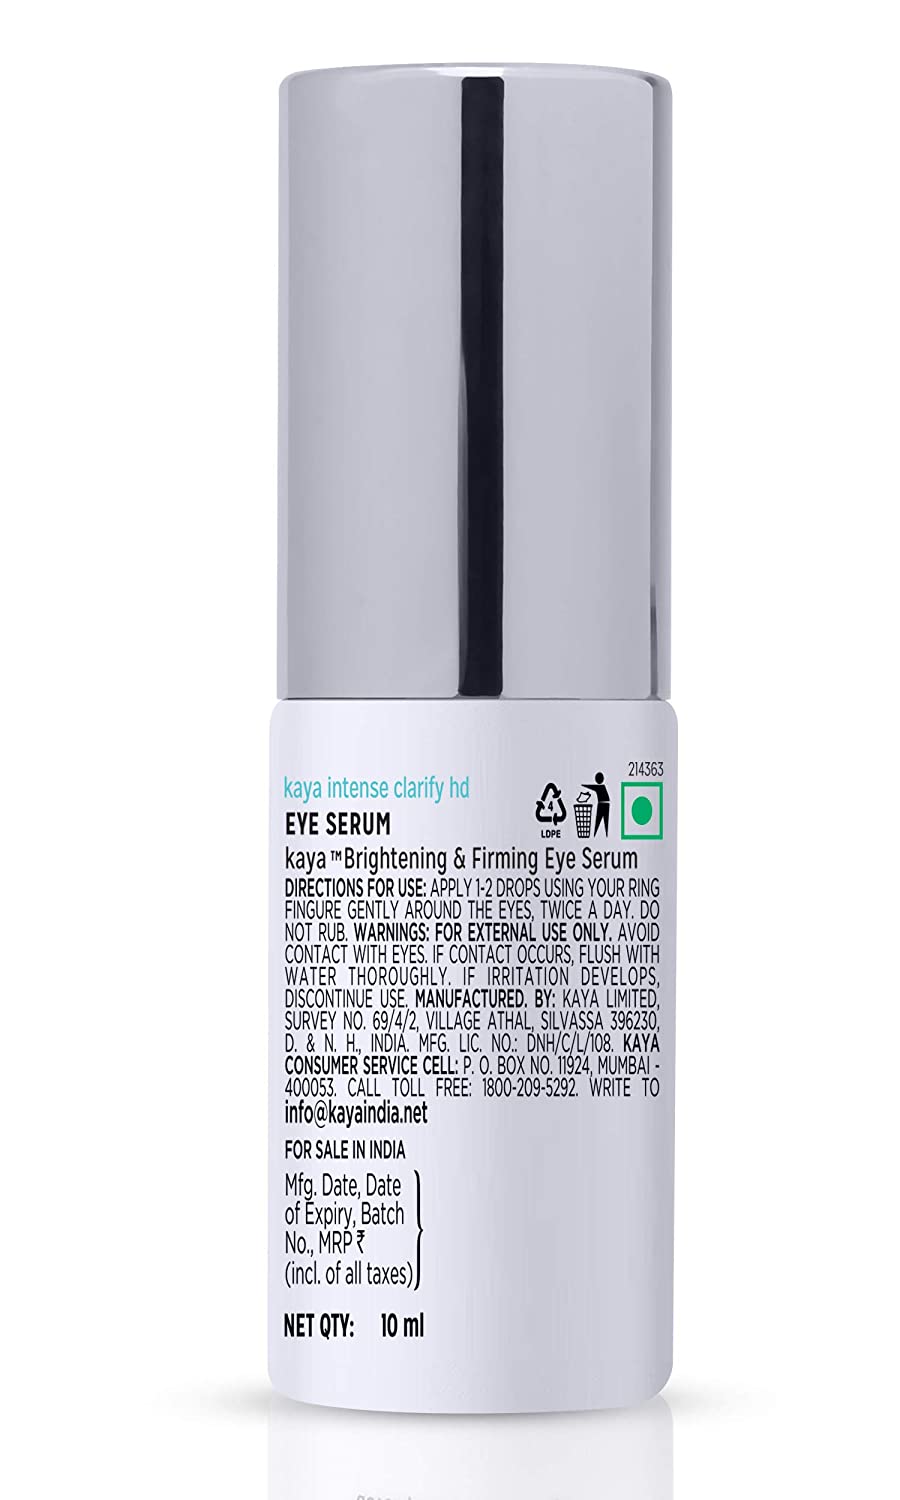 214363
kaya intense clarify hd
EYE SERUM
4
LDPE
kaya™Brightening & Firming Eye Serum
DIRECTIONS FOR USE: APPLY 1-2 DROPS USING YOUR RING
FINGURE GENTLY AROUND THE EYES, TWICE A DAY. DO
NOT RUB. WARNINGS: FOR EXTERNAL USE ONLY. AVOID
CONTACT WITH EYES. IF CONTACT OCCURS, FLUSH WITH
WATER THOROUGHLY. IF IRRITATION DEVELOPS,
DISCONTINUE USE. MANUFACTURED. BY: KAYA LIMITED,
SURVEY NO. 69/4/2, VILLAGE ATHAL, SILVASSA 396230,
D. & N. H., INDIA. MFG. LIC. NO.: DNH/C/L/108. KAYA
CONSUMER SERVICE CELL: P. O. BOX NO. 11924, MUMBAI -
400053. CALL TOLL FREE: 1800-209-5292. WRITE TO
info@kayaindia.net
FOR SALE IN INDIA
Mfg. Date, Date
of Expiry, Batch
No., MRP ₹
(incl. of all taxes)
NET QTY: 10 ml